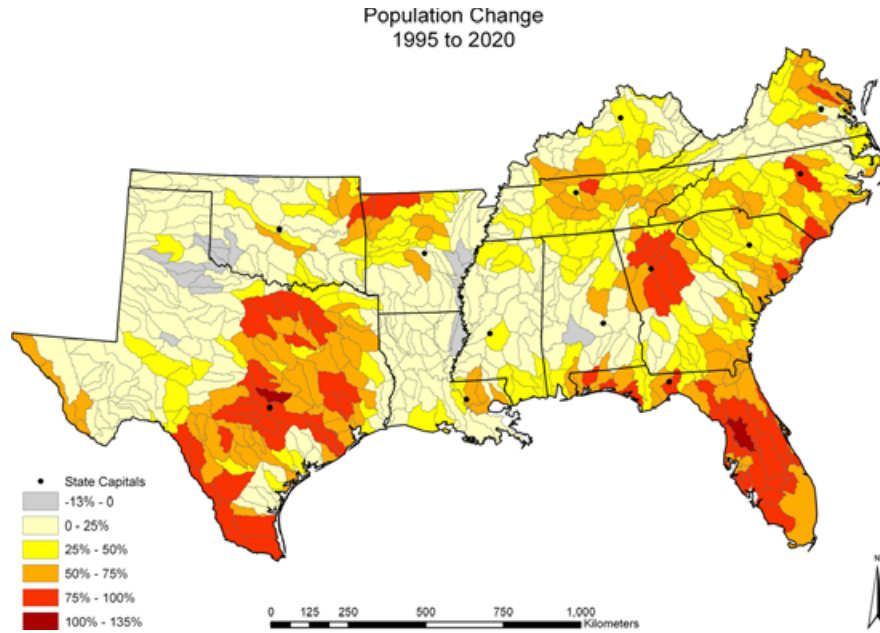 Population Change
1995 to 2020
N
State Capitals
-13% - 0
0 - 25%
25% - 50%
50% - 75%
75% - 100%
100% - 135%
0 125 250 500 750 1,000
Kilometers